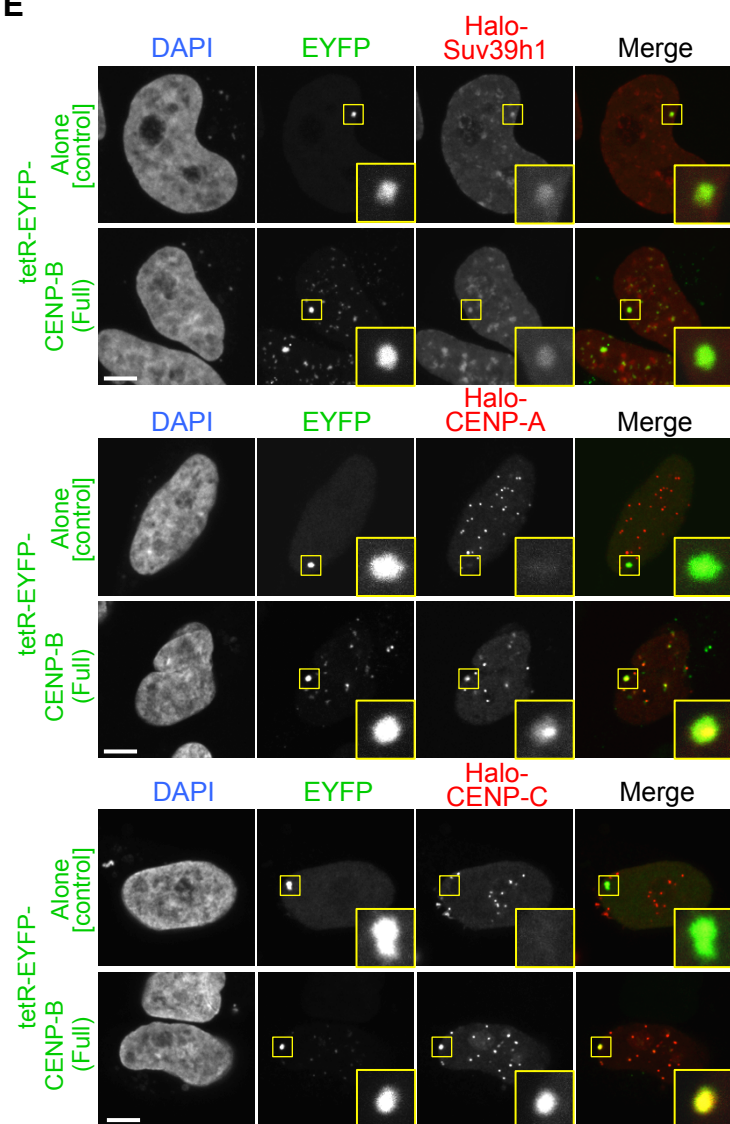 E
DAPI
EYFP
Halo-
Suv39h1
Merge
tetR-EYFP-
Alone
[control]
CENP-B
(Full)
DAPI
EYFP
Halo-
CENP-A
Merge
tetR-EYFP-
Alone
[control]
CENP-B
(Full)
DAPI
EYFP
Halo-
CENP-C
Merge
tetR-EYFP-
Alone
[control]
CENP-B
(Full)